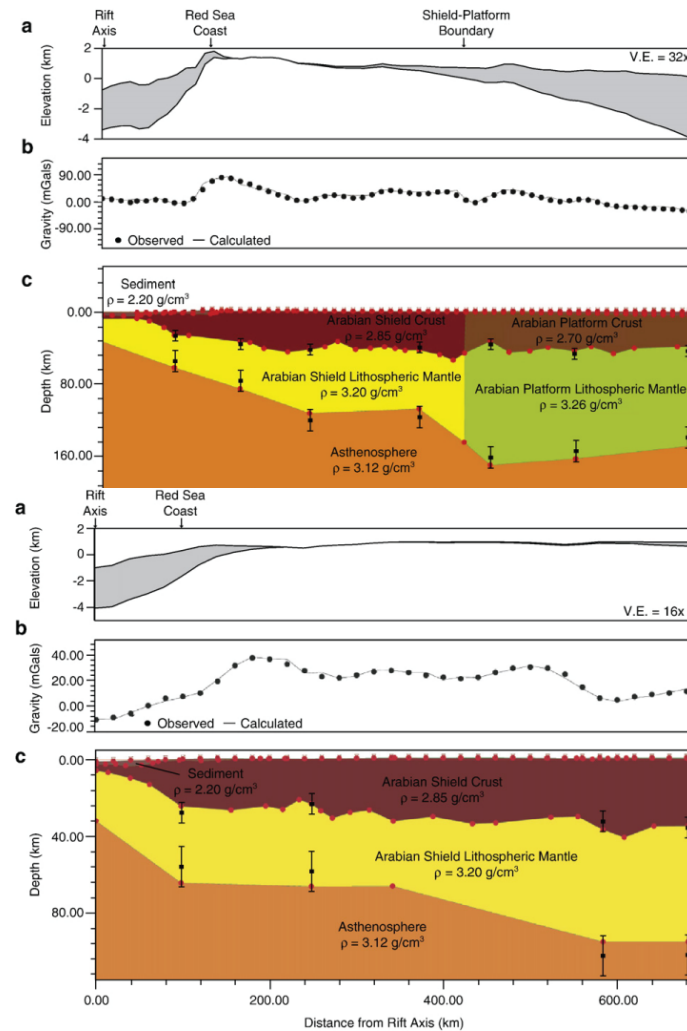 Rift
Axis
Red Sea
Coast
Shield-Platform
Boundary
a
V.E. = 32x
Elevation (km)
2
0
-2
-4
b
Gravity (mGals)
90.00
0.00
-90.00
Observed
Calculated
c
Sediment
ρ = 2.20 g/cm³
Depth (km)
0.00
80.00
160.00
Arabian Shield Crust
ρ = 2.85 g/cm³
Arabian Platform Crust
ρ = 2.70 g/cm³
Arabian Shield Lithospheric Mantle
ρ = 3.20 g/cm³
Arabian Platform Lithospheric Mantle
ρ = 3.26 g/cm³
Asthenosphere
ρ = 3.12 g/cm³
Rift
Axis
Red Sea
Coast
a
Elevation (km)
2
0
-2
-4
V.E. = 16x
b
Gravity (mGals)
40.00
20.00
0.00
-20.00
Observed
Calculated
c
Depth (km)
0.00
40.00
80.00
Sediment
ρ = 2.20 g/cm³
Arabian Shield Crust
ρ = 2.85 g/cm³
Arabian Shield Lithospheric Mantle
ρ = 3.20 g/cm³
Asthenosphere
ρ = 3.12 g/cm³
0.00 200.00 400.00 600.00
Distance from Rift Axis (km)